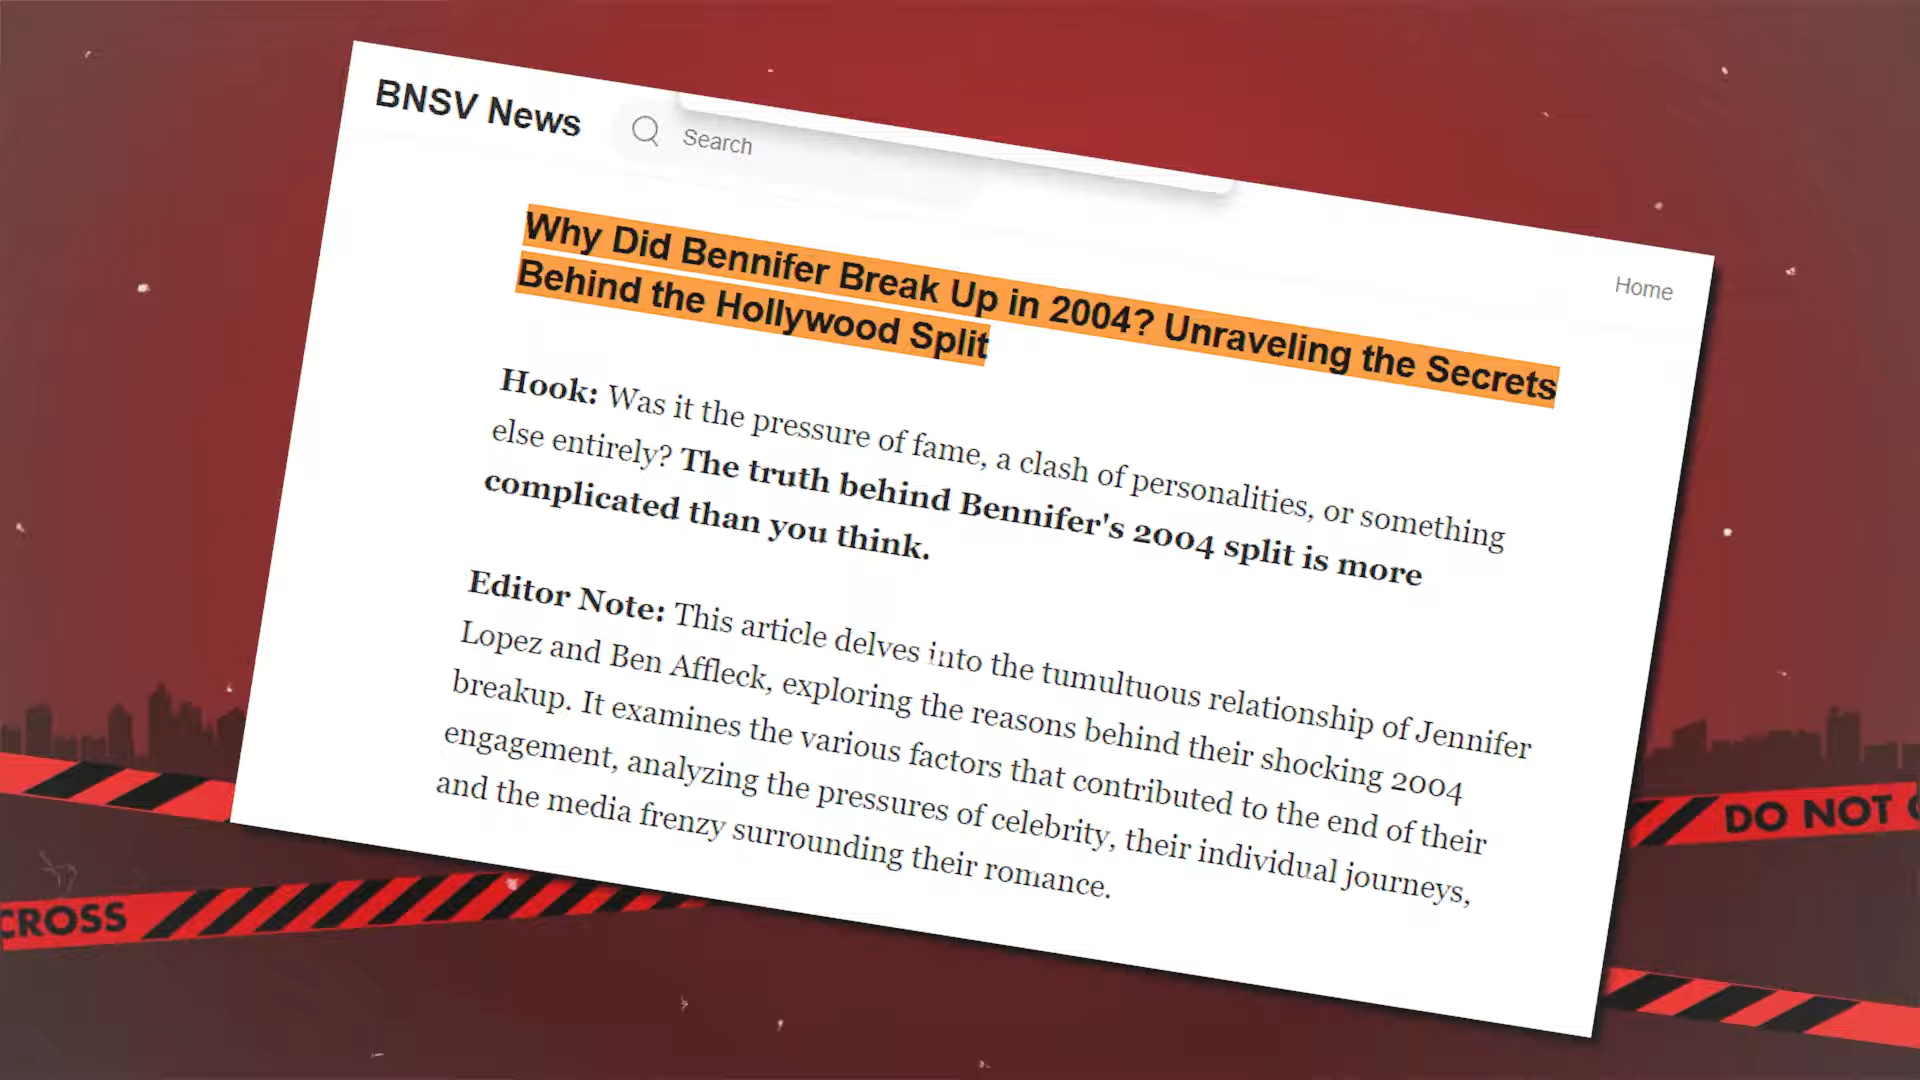 BNSV News
Search
Home
Why Did Bennifer Break Up in 2004? Unraveling the Secrets
Behind the Hollywood Split
Hook: Was it the pressure of fame, a clash of personalities, or something
else entirely? The truth behind Bennifer's 2004 split is more
complicated than you think.
Editor Note: This article delves into the tumultuous relationship of Jennifer
Lopez and Ben Affleck, exploring the reasons behind their shocking 2004
breakup. It examines the various factors that contributed to the end of their
engagement, analyzing the pressures of celebrity, their individual journeys,
and the media frenzy surrounding their romance.
DO NOT
CROSS